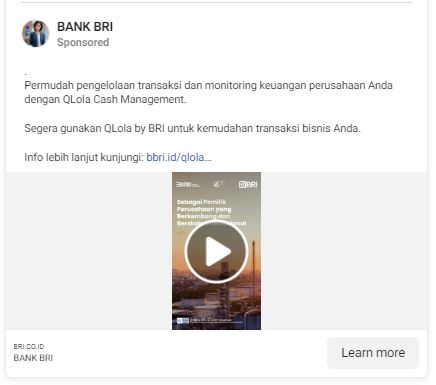 BANK BRI
Sponsored
.
Permudah pengelolaan transaksi dan monitoring keuangan perusahaan Anda
dengan QLola Cash Management.
Segera gunakan QLola by BRI untuk kemudahan transaksi bisnis Anda.
Info lebih lanjut kunjungi: bbri.id/qlola...
BUMN
BRI
Sebagai Pemilik
Perusahaan yang
Berkembang dan
BRI.CO.ID
BANK BRI
Learn more